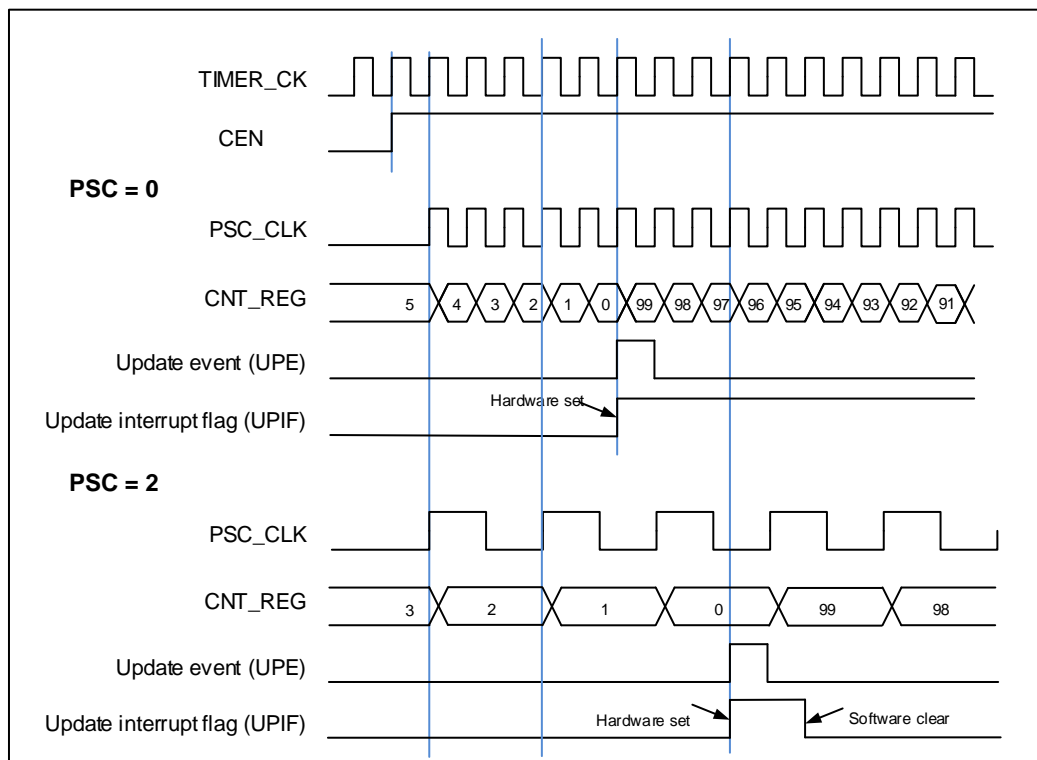 TIMER_CK
CEN
PSC = 0
PSC_CLK
CNT_REG 5 4 3 2 1 0 99 98 97 96 95 94 93 92 91
Update event (UPE)
Hardware set
Update interrupt flag (UPIF)
PSC = 2
PSC_CLK
CNT_REG 3 2 1 0 99 98
Update event (UPE)
Update interrupt flag (UPIF) Hardware set Software clear